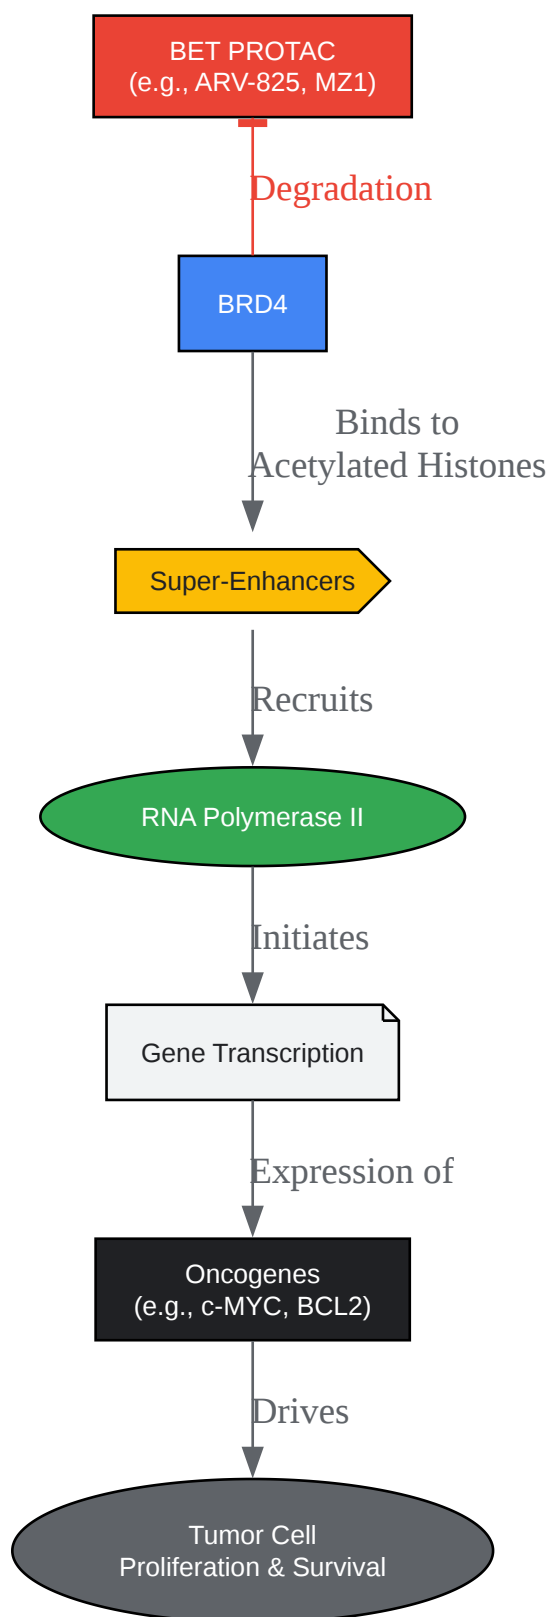 BET PROTAC
(e.g., ARV-825, MZ1)
Degradation
BRD4
Binds to
Acetylated Histones
Super-Enhancers
Recruits
RNA Polymerase II
Initiates
Gene Transcription
Expression of
Oncogenes
(e.g., c-MYC, BCL2)
Drives
Tumor Cell
Proliferation & Survival